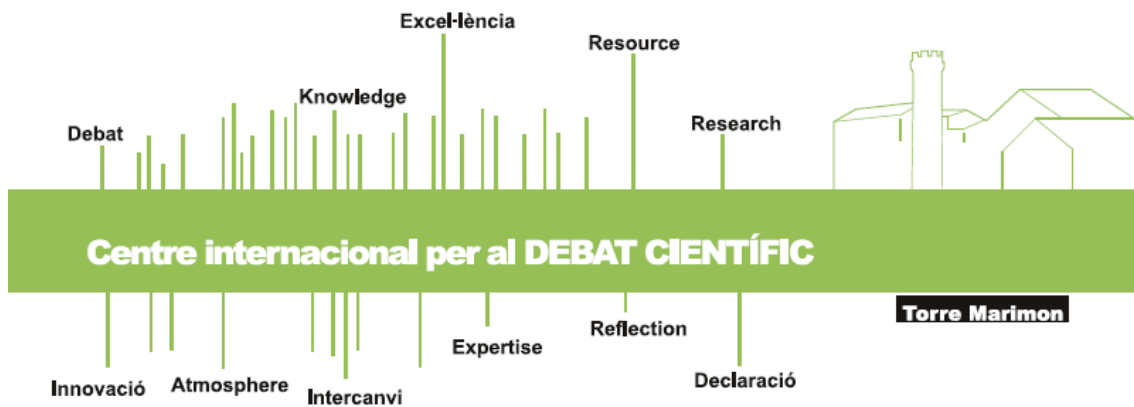 Excel·lència
Resource
Knowledge
Debat
Research
Centre internacional per al DEBAT CIENTÍFIC
Torre Marimon
Reflection
Expertise
Innovació
Atmosphere
Declaració
Intercanvi